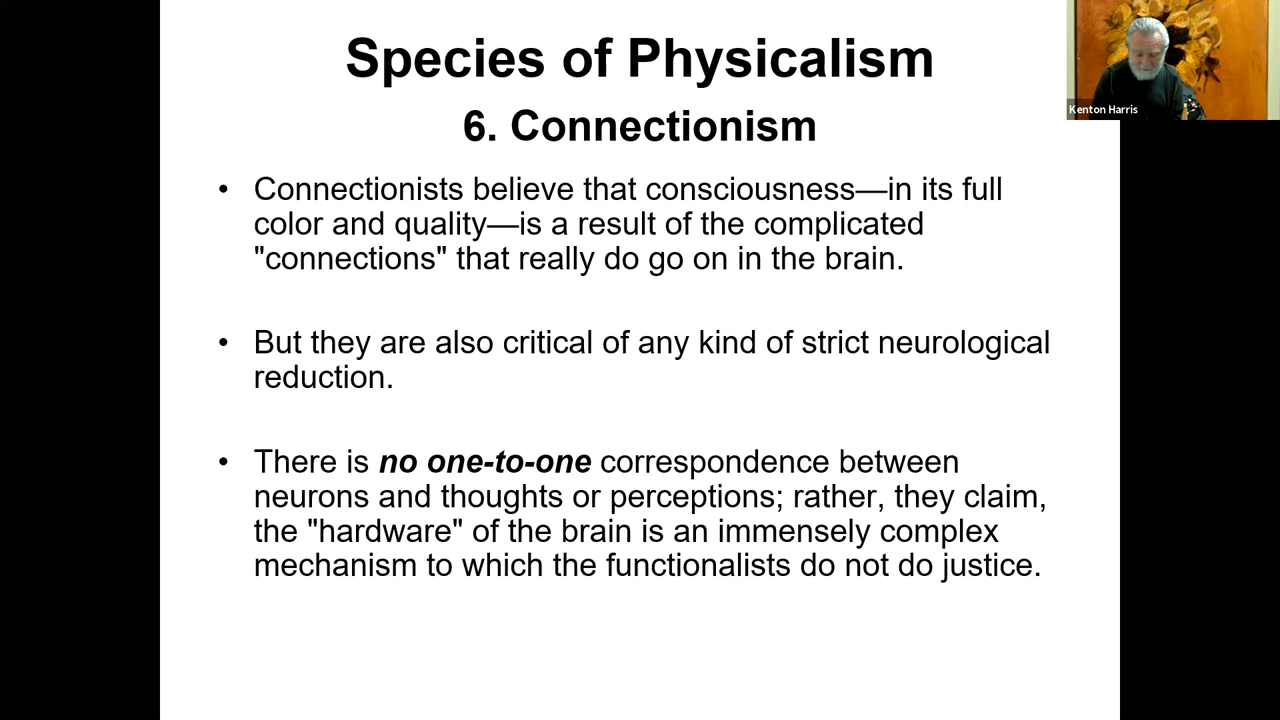 Species of Physicalism
6. Connectionism
Kenton Harris
• Connectionists believe that consciousness—in its full
color and quality—is a result of the complicated
"connections" that really do go on in the brain.
• But they are also critical of any kind of strict neurological
reduction.
• There is no one-to-one correspondence between
neurons and thoughts or perceptions; rather, they claim,
the "hardware" of the brain is an immensely complex
mechanism to which the functionalists do not do justice.